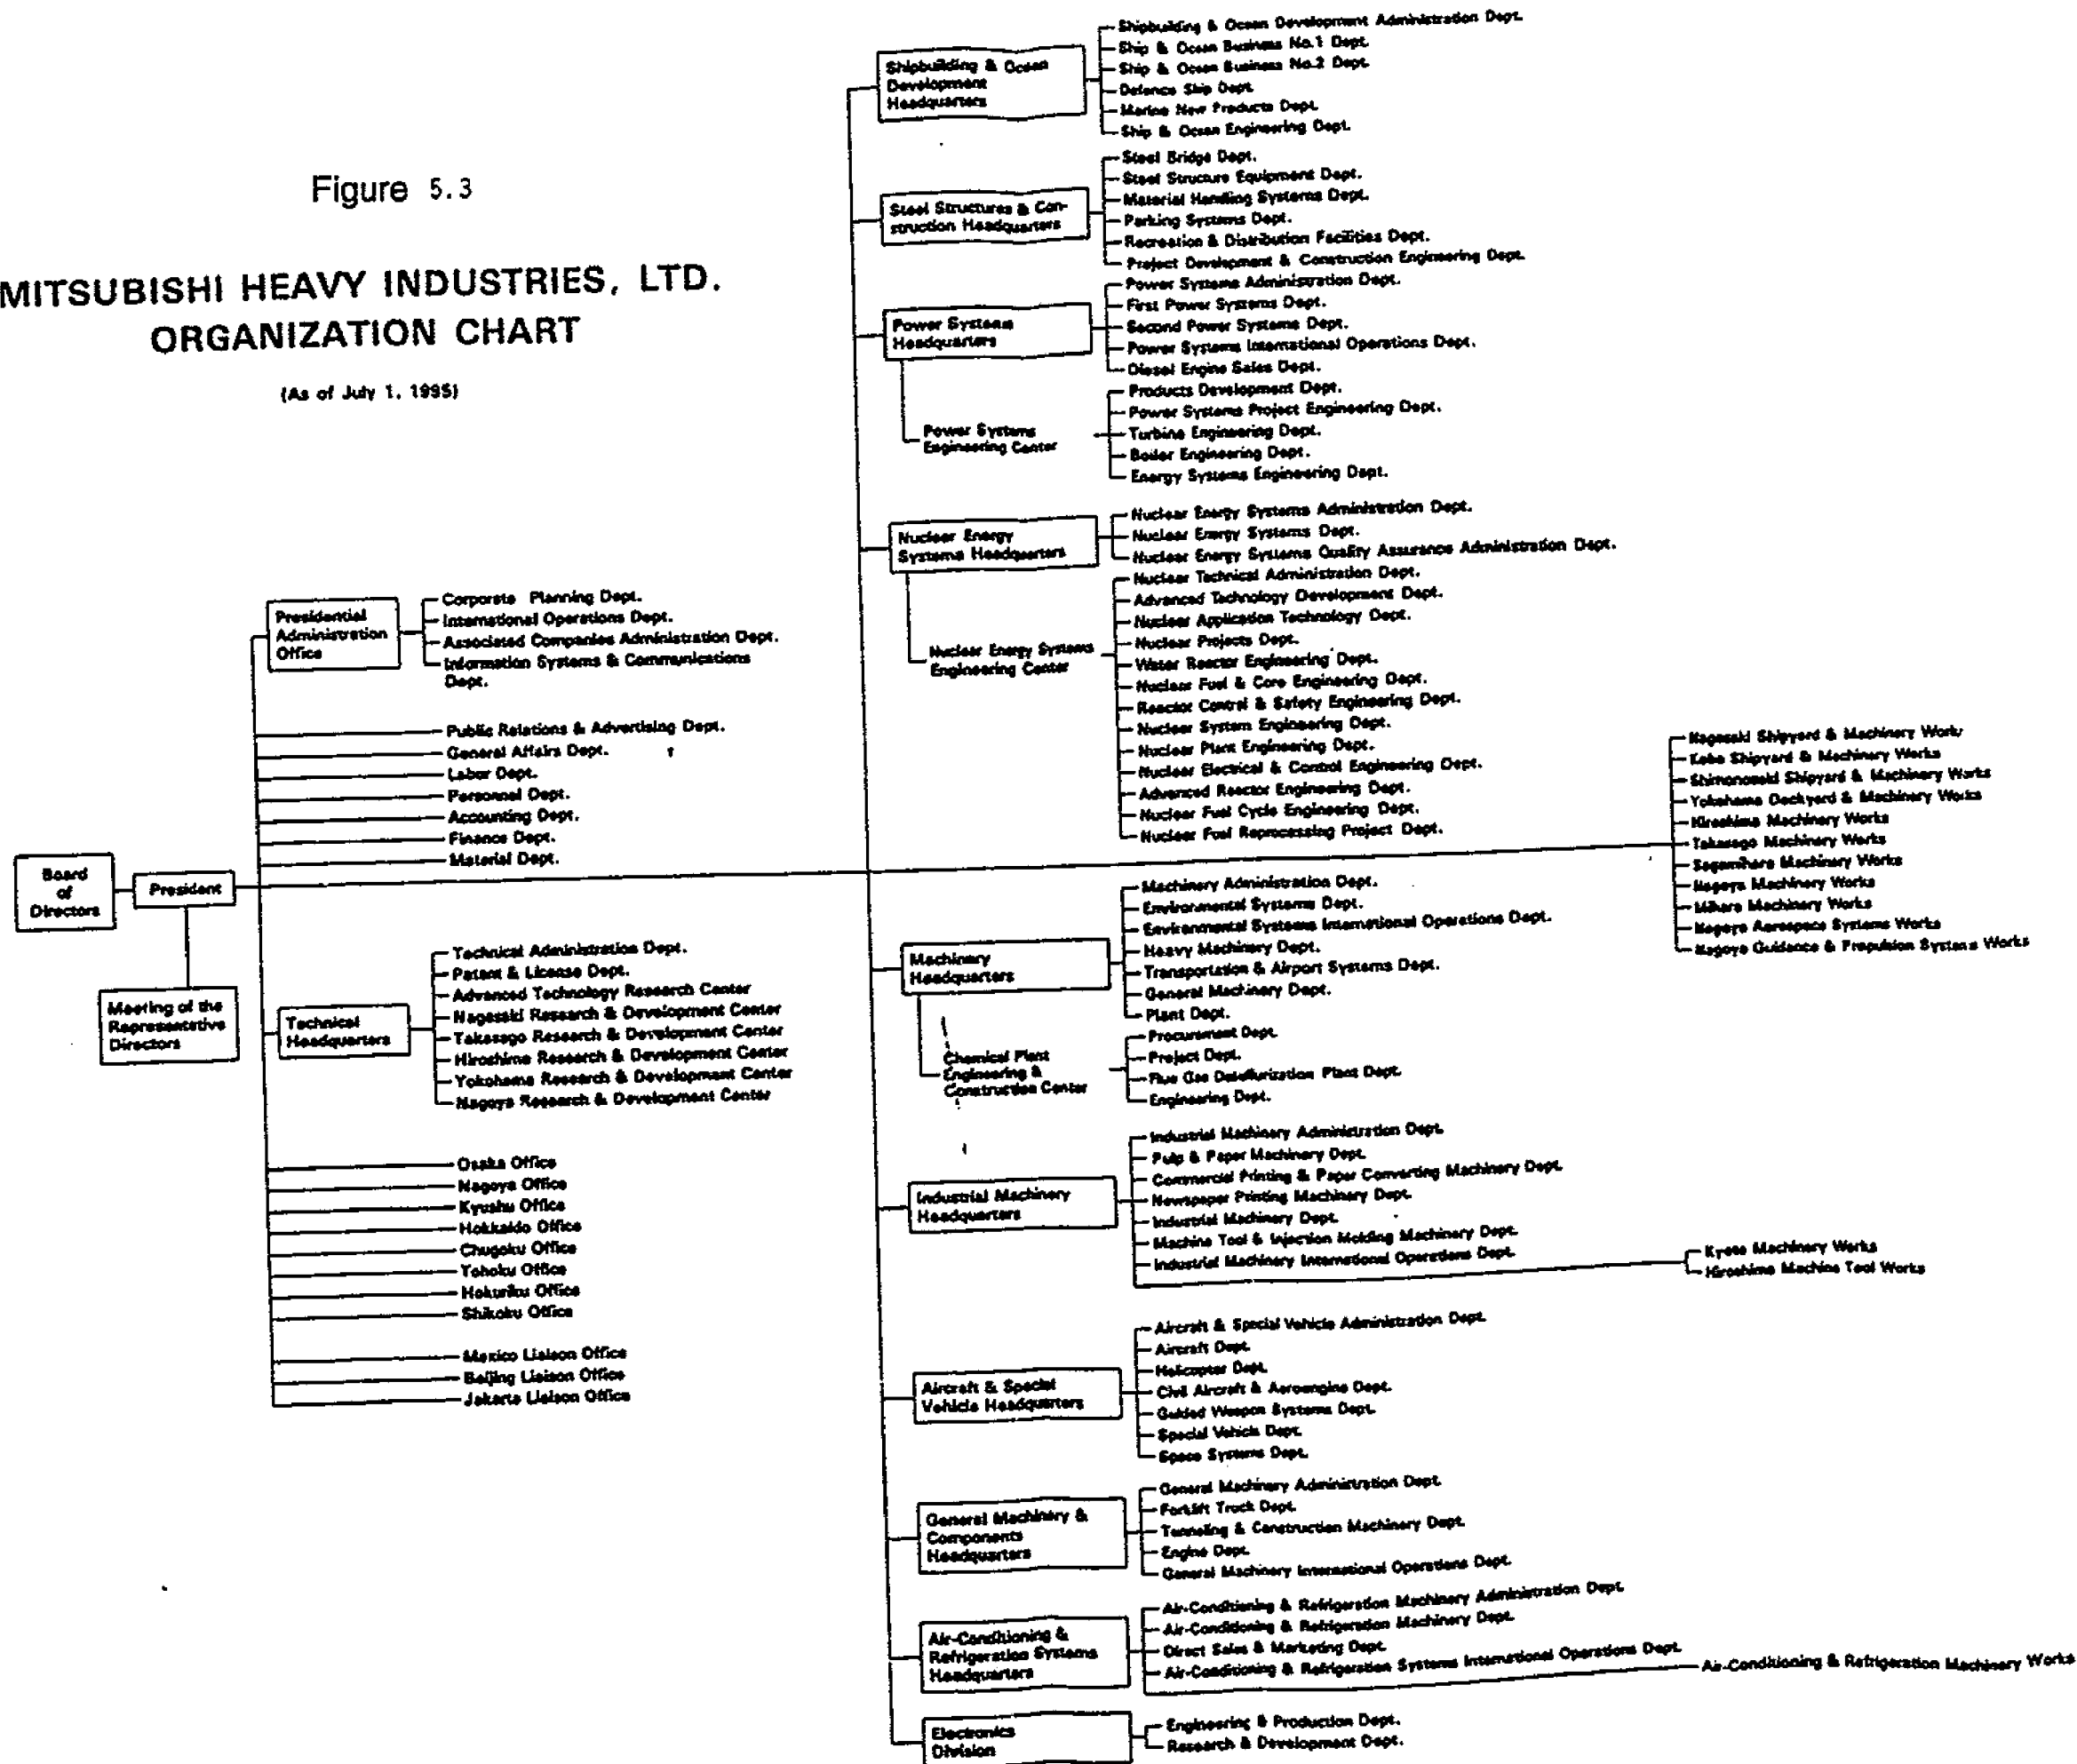 Figure 5.3
MITSUBISHI HEAVY INDUSTRIES, LTD.
ORGANIZATION CHART
(As of July 1, 1995)
Board
of
Directors
President
Meeting of the
Representative
Directors
Presidential
Administration
Office
Corporate Planning Dept.
International Operations Dept.
Associated Companies Administration Dept.
Information Systems & Communications
Dept.
Public Relations & Advertising Dept.
General Affairs Dept.
Labor Dept.
Personnel Dept.
Accounting Dept.
Finance Dept.
Material Dept.
Technical
Headquarters
Technical Administration Dept.
Patent & License Dept.
Advanced Technology Research Center
Nagasaki Research & Development Center
Takasago Research & Development Center
Hiroshima Research & Development Center
Yokohama Research & Development Center
Nagoya Research & Development Center
Osaka Office
Nagoya Office
Kyushu Office
Hokkaido Office
Chugoku Office
Tohoku Office
Hokuriku Office
Shikoku Office
Mexico Liaison Office
Beijing Liaison Office
Jakarta Liaison Office
Shipbuilding & Ocean
Development
Headquarters
Shipbuilding & Ocean Development Administration Dept.
Ship & Ocean Business No.1 Dept.
Ship & Ocean Business No.2 Dept.
Defence Ship Dept.
Marine New Products Dept.
Ship & Ocean Engineering Dept.
Steel Structures & Con-
struction Headquarters
Steel Bridge Dept.
Steel Structure Equipment Dept.
Material Handling Systems Dept.
Parking Systems Dept.
Recreation & Distribution Facilities Dept.
Project Development & Construction Engineering Dept.
Power Systems
Headquarters
Power Systems Administration Dept.
First Power Systems Dept.
Second Power Systems Dept.
Power Systems International Operations Dept.
Diesel Engine Sales Dept.
Power Systems
Engineering Center
Products Development Dept.
Power Systems Project Engineering Dept.
Turbine Engineering Dept.
Boiler Engineering Dept.
Energy Systems Engineering Dept.
Nuclear Energy
Systems Headquarters
Nuclear Energy Systems Administration Dept.
Nuclear Energy Systems Dept.
Nuclear Energy Systems Quality Assurance Administration Dept.
Nuclear Energy Systems
Engineering Center
Nuclear Technical Administration Dept.
Advanced Technology Development Dept.
Nuclear Application Technology Dept.
Nuclear Projects Dept.
Water Reactor Engineering Dept.
Nuclear Fuel & Core Engineering Dept.
Reactor Control & Safety Engineering Dept.
Nuclear System Engineering Dept.
Nuclear Plant Engineering Dept.
Nuclear Electrical & Control Engineering Dept.
Advanced Reactor Engineering Dept.
Nuclear Fuel Cycle Engineering Dept.
Nuclear Fuel Reprocessing Project Dept.
Machinery
Headquarters
Machinery Administration Dept.
Environmental Systems Dept.
Environmental Systems International Operations Dept.
Heavy Machinery Dept.
Transportation & Airport Systems Dept.
General Machinery Dept.
Plant Dept.
Chemical Plant
Engineering &
Construction Center
Procurement Dept.
Project Dept.
Flue Gas Desulfurization Plant Dept.
Engineering Dept.
Industrial Machinery
Headquarters
Industrial Machinery Administration Dept.
Pulp & Paper Machinery Dept.
Commercial Printing & Paper Converting Machinery Dept.
Newspaper Printing Machinery Dept.
Industrial Machinery Dept.
Machine Tool & Injection Molding Machinery Dept.
Industrial Machinery International Operations Dept.
Kyoto Machinery Works
Hiroshima Machine Tool Works
Aircraft & Special
Vehicle Headquarters
Aircraft & Special Vehicle Administration Dept.
Aircraft Dept.
Helicopter Dept.
Civil Aircraft & Aeroengine Dept.
Guided Weapon Systems Dept.
Special Vehicle Dept.
Space Systems Dept.
General Machinery &
Components
Headquarters
General Machinery Administration Dept.
Forklift Truck Dept.
Tunneling & Construction Machinery Dept.
Engine Dept.
General Machinery International Operations Dept.
Air-Conditioning &
Refrigeration Systems
Headquarters
Air-Conditioning & Refrigeration Machinery Administration Dept.
Air-Conditioning & Refrigeration Machinery Dept.
Direct Sales & Marketing Dept.
Air-Conditioning & Refrigeration Systems International Operations Dept.
Air-Conditioning & Refrigeration Machinery Works
Electronics
Division
Engineering & Production Dept.
Research & Development Dept.
Nagasaki Shipyard & Machinery Works
Kobe Shipyard & Machinery Works
Shimonoseki Shipyard & Machinery Works
Yokohama Dockyard & Machinery Works
Hiroshima Machinery Works
Takasago Machinery Works
Sagamihara Machinery Works
Nagoya Machinery Works
Mihara Machinery Works
Nagoya Aerospace Systems Works
Nagoya Guidance & Propulsion Systems Works